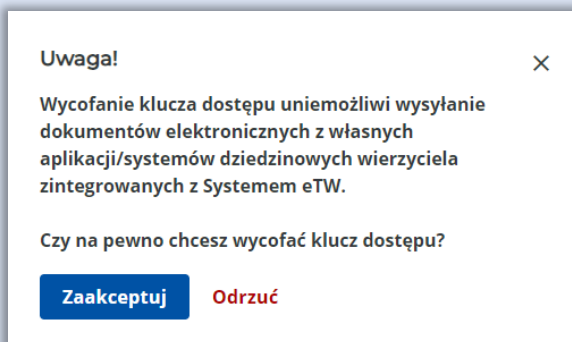 Uwaga!
Wycofanie klucza dostępu uniemożliwi wysyłanie
dokumentów elektronicznych z własnych
aplikacji/systemów dziedzinowych wierzyciela
zintegrowanych z Systemem eTW.
Czy na pewno chcesz wycofać klucz dostępu?
Zaakceptuj Odrzuć